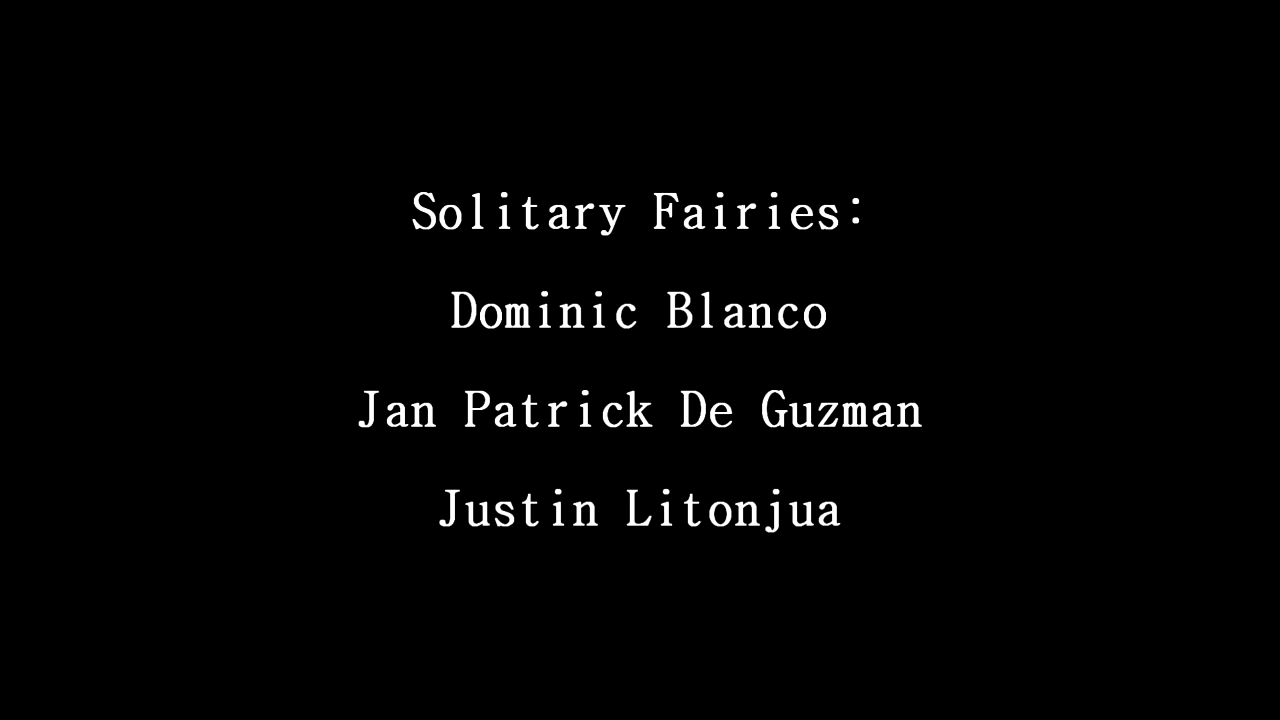 Solitary Fairies:
Dominic Blanco
Jan Patrick De Guzman
Justin Litonjua